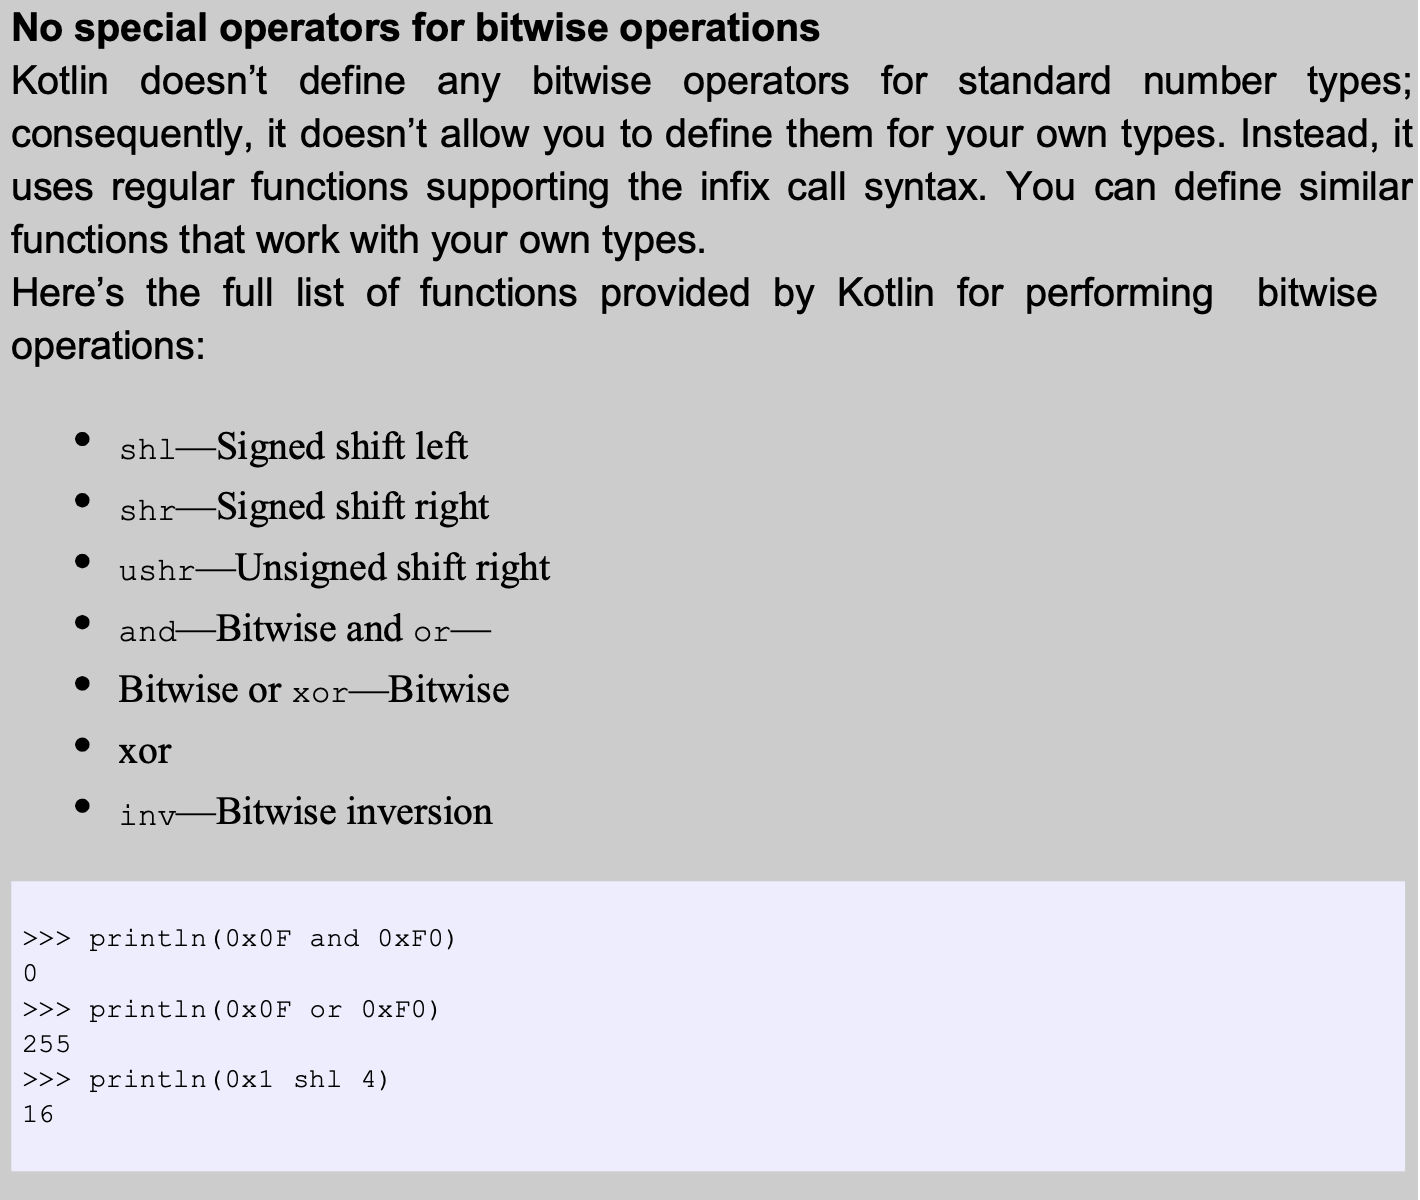 No special operators for bitwise operations
Kotlin doesn’t define any bitwise operators for standard number types;
consequently, it doesn’t allow you to define them for your own types. Instead, it
uses regular functions supporting the infix call syntax. You can define similar
functions that work with your own types.
Here’s the full list of functions provided by Kotlin for performing bitwise
operations:
• shl—Signed shift left
• shr—Signed shift right
• ushr—Unsigned shift right
• and—Bitwise and or—
• Bitwise or xor—Bitwise
• xor
• inv—Bitwise inversion
>>> println(0x0F and 0xF0)
0
>>> println(0x0F or 0xF0)
255
>>> println(0x1 shl 4)
16